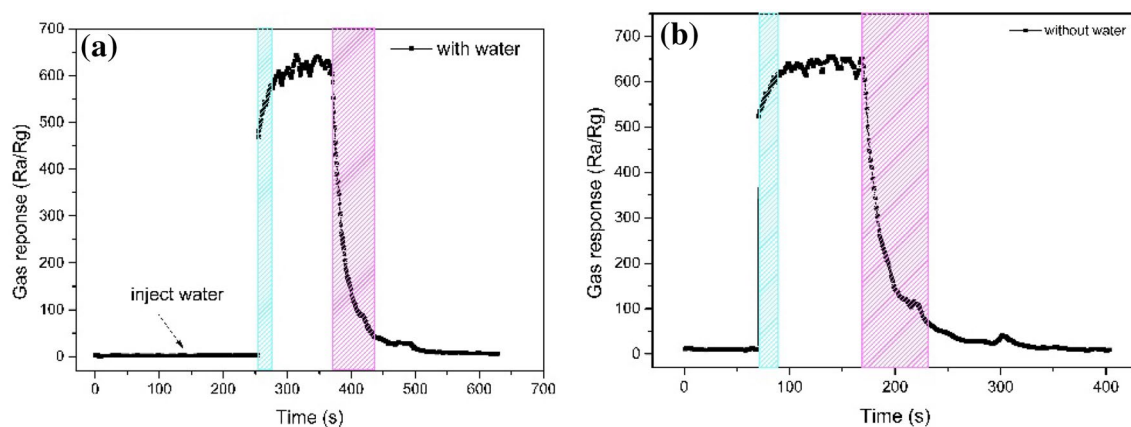 (a)
with water
inject water
Gas reponse (Ra/Rg)
700
600
500
400
300
200
100
0
0 100 200 300 400 500 600 700
Time (s)
(b)
without water
Gas response (Ra/Rg)
700
600
500
400
300
200
100
0
0 100 200 300 400
Time (s)